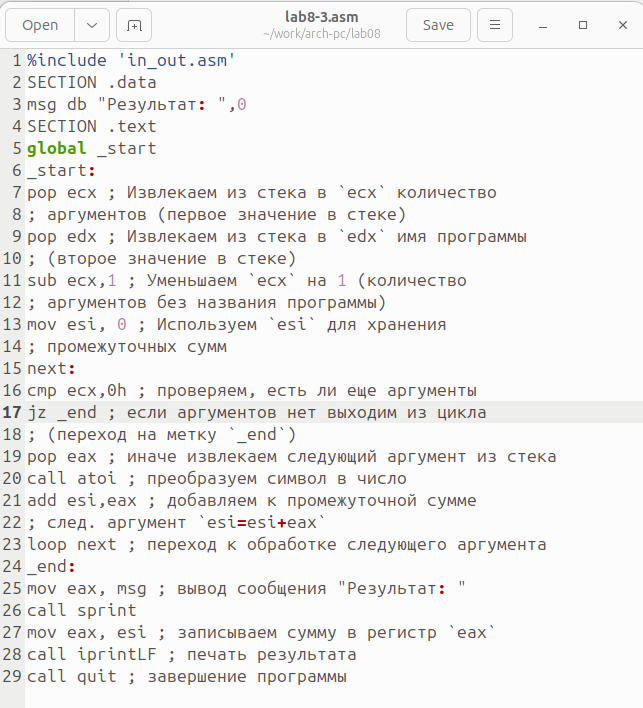 Open
lab8-3.asm
~/work/arch-pc/lab08
Save
1 %include 'in_out.asm'
2 SECTION .data
3 msg db "Результат: ",0
4 SECTION .text
5 global _start
6 _start:
7 pop ecx ; Извлекаем из стека в `ecx` количество
8 ; аргументов (первое значение в стеке)
9 pop edx ; Извлекаем из стека в `edx` имя программы
10 ; (второе значение в стеке)
11 sub ecx,1 ; Уменьшаем `ecx` на 1 (количество
12 ; аргументов без названия программы)
13 mov esi, 0 ; Используем `esi` для хранения
14 ; промежуточных сумм
15 next:
16 cmp ecx,0h ; проверяем, есть ли еще аргументы
17 jz _end ; если аргументов нет выходим из цикла
18 ; (переход на метку `_end`)
19 pop eax ; иначе извлекаем следующий аргумент из стека
20 call atoi ; преобразуем символ в число
21 add esi,eax ; добавляем к промежуточной сумме
22 ; след. аргумент `esi=esi+eax`
23 loop next ; переход к обработке следующего аргумента
24 _end:
25 mov eax, msg ; вывод сообщения "Результат: "
26 call sprint
27 mov eax, esi ; записываем сумму в регистр `eax`
28 call iprintLF ; печать результата
29 call quit ; завершение программы